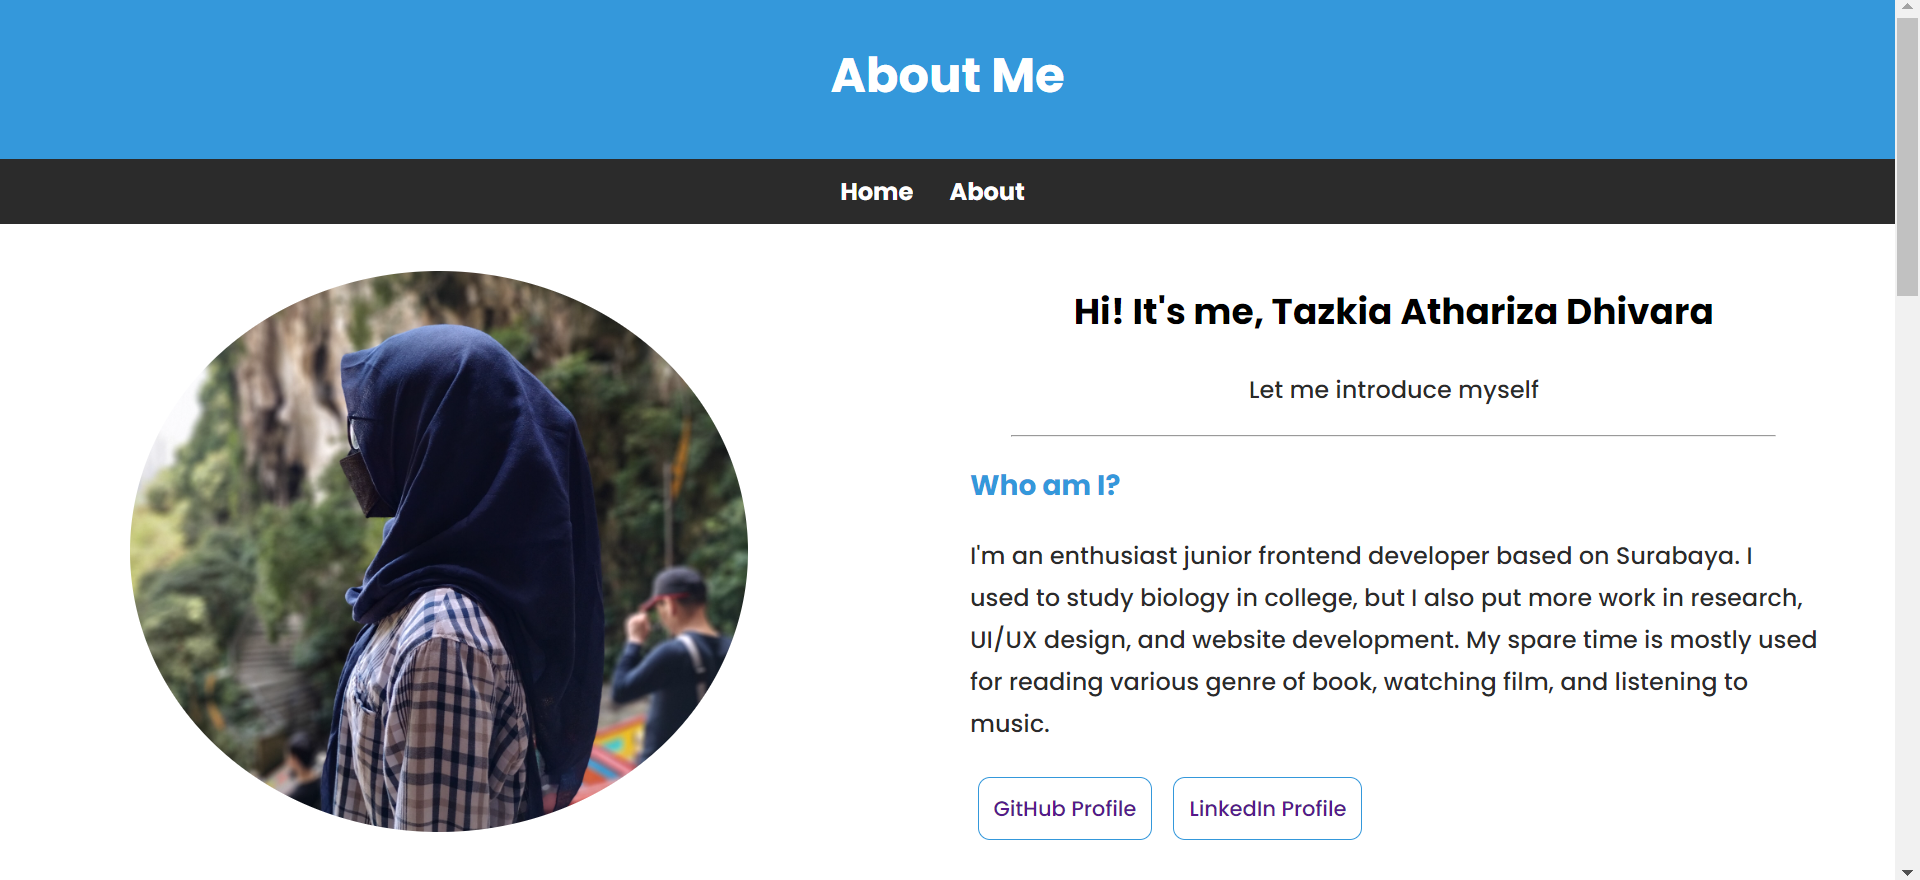 About Me
Home About
Hi! It's me, Tazkia Athariza Dhivara
Let me introduce myself
Who am I?
I'm an enthusiast junior frontend developer based on Surabaya. I
used to study biology in college, but I also put more work in research,
UI/UX design, and website development. My spare time is mostly used
for reading various genre of book, watching film, and listening to
music.
GitHub Profile LinkedIn Profile